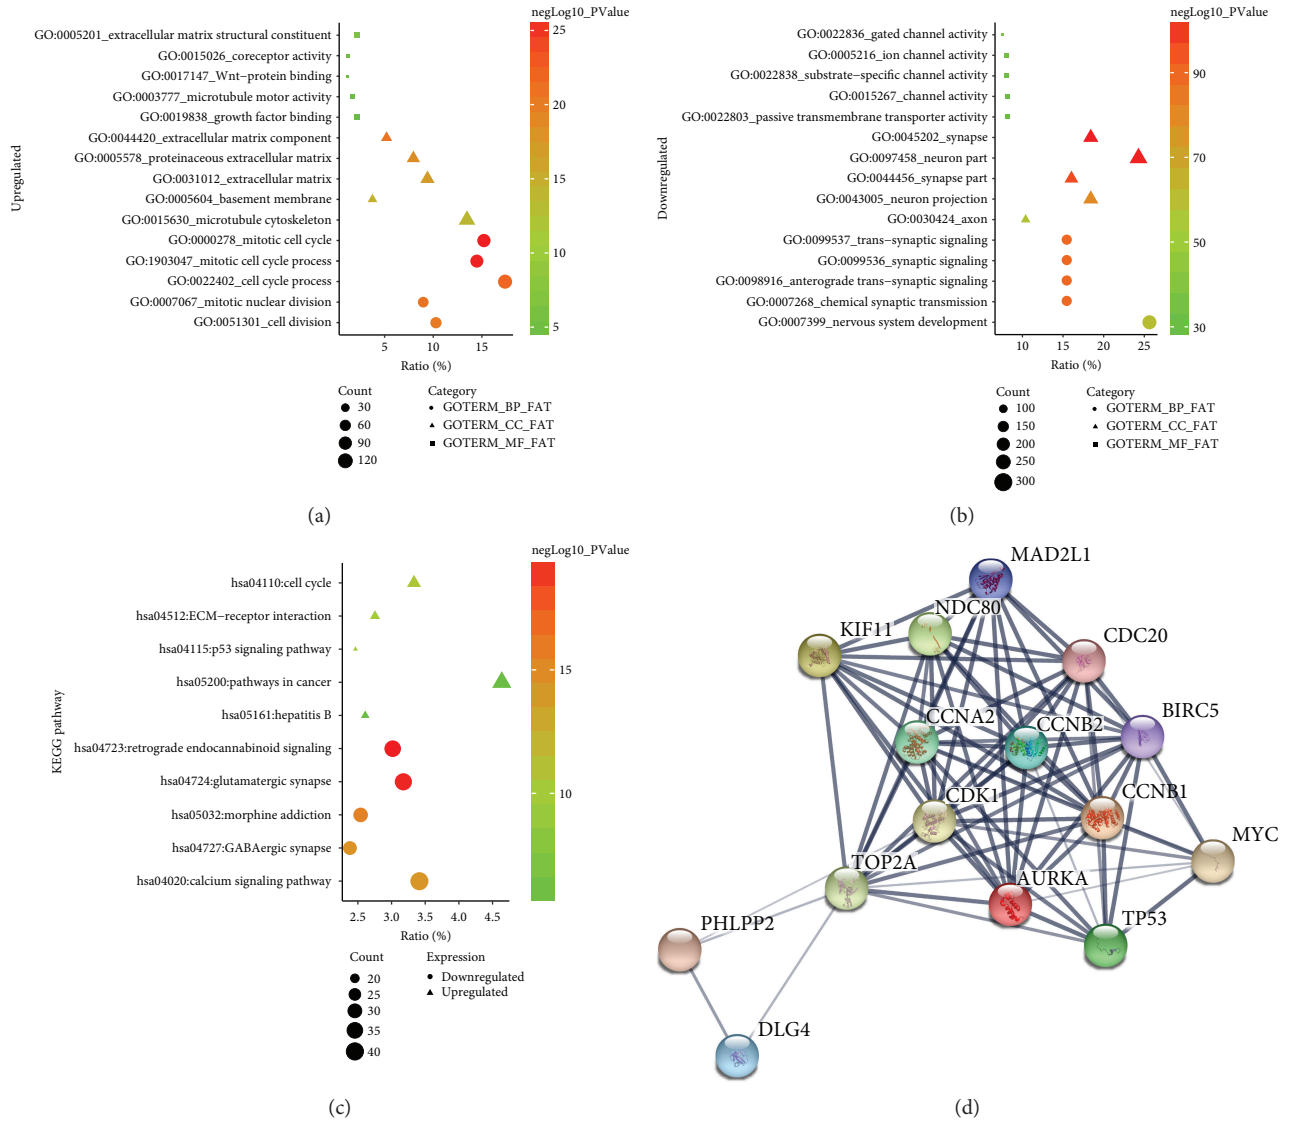 negLog10_PValue
GO:0005201_extracellular matrix structural constituent
GO:0015026_coreceptor activity
GO:0017147_Wnt−protein binding
GO:0003777_microtubule motor activity
GO:0019838_growth factor binding
GO:0044420_extracellular matrix component
GO:0005578_proteinaceous extracellular matrix
GO:0031012_extracellular matrix
GO:0005604_basement membrane
GO:0015630_microtubule cytoskeleton
GO:0000278_mitotic cell cycle
GO:1903047_mitotic cell cycle process
GO:0022402_cell cycle process
GO:0007067_mitotic nuclear division
GO:0051301_cell division
Upregulated
5 10 15
Ratio (%)
25
20
15
10
5
Count
30
60
90
120
Category
GOTERM_BP_FAT
GOTERM_CC_FAT
GOTERM_MF_FAT
(a)
negLog10_PValue
GO:0022836_gated channel activity
GO:0005216_ion channel activity
GO:0022838_substrate−specific channel activity
GO:0015267_channel activity
GO:0022803_passive transmembrane transporter activity
GO:0045202_synapse
GO:0097458_neuron part
GO:0044456_synapse part
GO:0043005_neuron projection
GO:0030424_axon
GO:0099537_trans−synaptic signaling
GO:0099536_synaptic signaling
GO:0098916_anterograde trans−synaptic signaling
GO:0007268_chemical synaptic transmission
GO:0007399_nervous system development
Downregulated
10 15 20 25
Ratio (%)
90
70
50
30
Count
100
150
200
250
300
Category
GOTERM_BP_FAT
GOTERM_CC_FAT
GOTERM_MF_FAT
(b)
negLog10_PValue
hsa04110:cell cycle
hsa04512:ECM−receptor interaction
hsa04115:p53 signaling pathway
hsa05200:pathways in cancer
hsa05161:hepatitis B
hsa04723:retrograde endocannabinoid signaling
hsa04724:glutamatergic synapse
hsa05032:morphine addiction
hsa04727:GABAergic synapse
hsa04020:calcium signaling pathway
KEGG pathway
2.5 3.0 3.5 4.0 4.5
Ratio (%)
15
10
Count
20
25
30
35
40
Expression
Downregulated
Upregulated
(c)
MAD2L1
NDC80
KIF11
CDC20
CCNA2
CCNB2
BIRC5
CDK1
CCNB1
MYC
TOP2A
AURKA
PHLPP2
TP53
DLG4
(d)